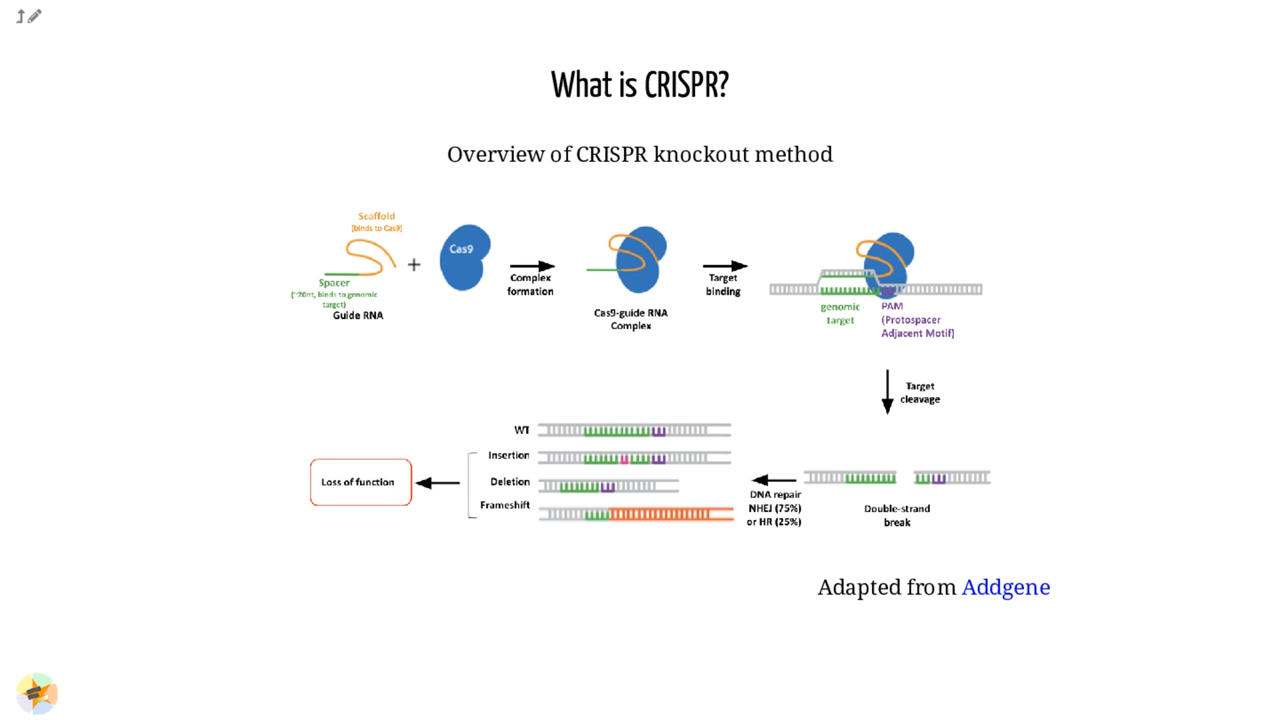 What is CRISPR?
Overview of CRISPR knockout method
Scaffold
(binds to Cas9)
Spacer
(~20nt, binds to genomic
target)
Guide RNA
+
Cas9
Complex
formation
Cas9-guide RNA
Complex
Target
binding
genomic
target
PAM
(Protospacer
Adjacent Motif)
Target
cleavage
Double-strand
break
DNA repair
NHEJ (75%)
or HR (25%)
WT
Insertion
Deletion
Frameshift
Loss of function
Adapted from Addgene